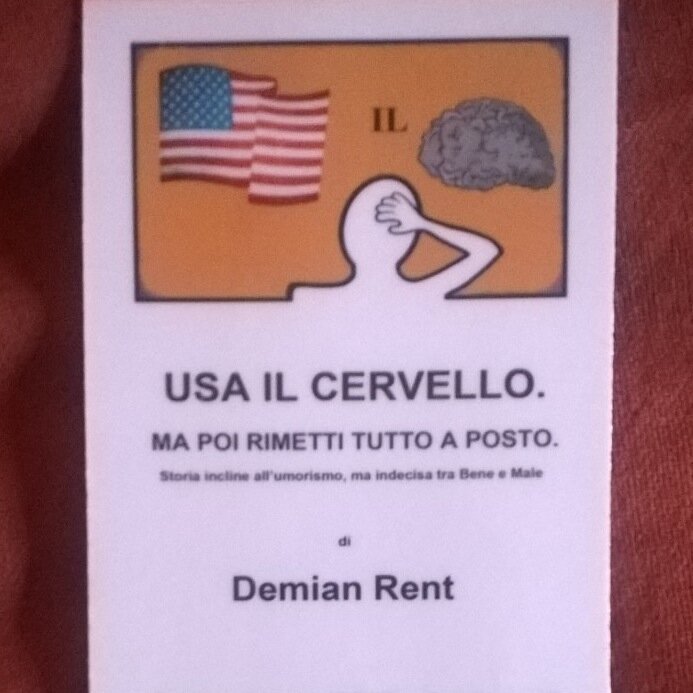 IL
USA IL CERVELLO.
MA POI RIMETTI TUTTO A POSTO.
Storia incline all'umorismo, ma indecisa tra Bene e Male
di
Demian Rent